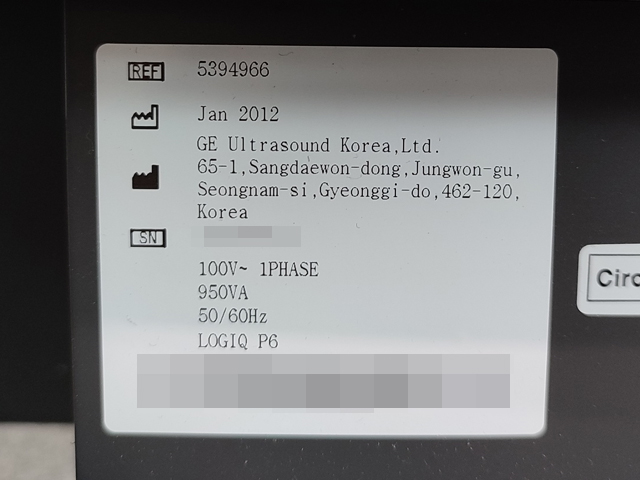 REF 5394966
Jan 2012
GE Ultrasound Korea,Ltd.
65-1,Sangdaewon-dong,Jungwon-gu,
Seongnam-si,Gyeonggi-do,462-120,
Korea
SN
100V~ 1PHASE
950VA
50/60Hz
LOGIQ P6